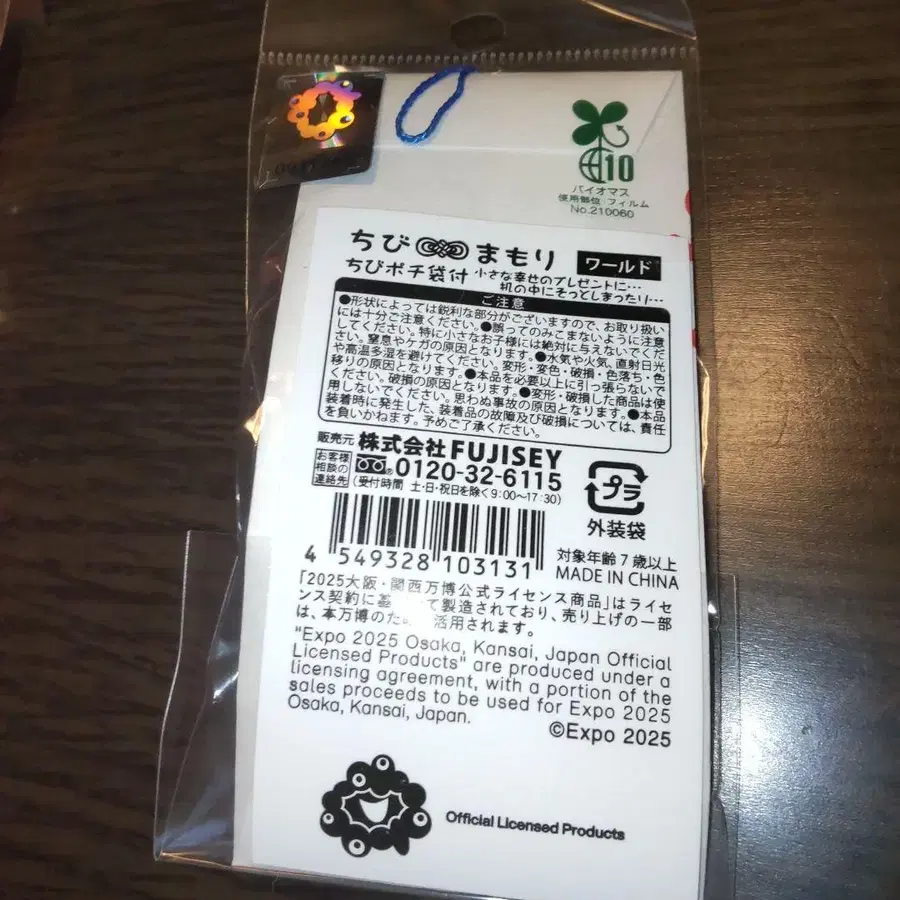 10
バイオマス
使用部位:フィルム
No.210060
ちび まもり ワールド
ちびポチ袋付 小さな幸せのプレゼントに…
机の中にそっとしまったり…
ご注意
●形状によっては鋭利な部分がございますので、お取り扱い
には十分ご注意ください。●誤ってのみこまないように注意
してください。特に小さなお子様には絶対に与えないでくだ
さい。窒息やケガの原因となります。●水気や火気、直射日光
や高温多湿を避けてください。変形・変色・破損・色落ち・色
移りの原因となります。●本品を必要以上に引っ張らないで
ください。破損の原因となります。●変形・破損した商品は使
用しないでください。思わぬ事故の原因となります。●本品
装着時に発生した、装着品の故障及び破損については、責任
を負いかねます。予めご了承ください。
販売元 株式会社 FUJISEY
お客様
相談の
連絡先
0120-32-6115
(受付時間 土・日・祝日を除く9:00〜17:30)
プラ
外装袋
4 549328 103131
対象年齢7歳以上
MADE IN CHINA
「2025大阪・関西万博公式ライセンス商品」はライセ
ンス契約に基 て製造されており、売り上げの一部
は、本万博のた 活用されます。
"Expo 2025 Osaka, Kansai, Japan Official
Licensed Products" are produced under a
licensing agreement, with a portion of the
sales proceeds to be used for Expo 2025
Osaka, Kansai, Japan.
©Expo 2025
Official Licensed Products